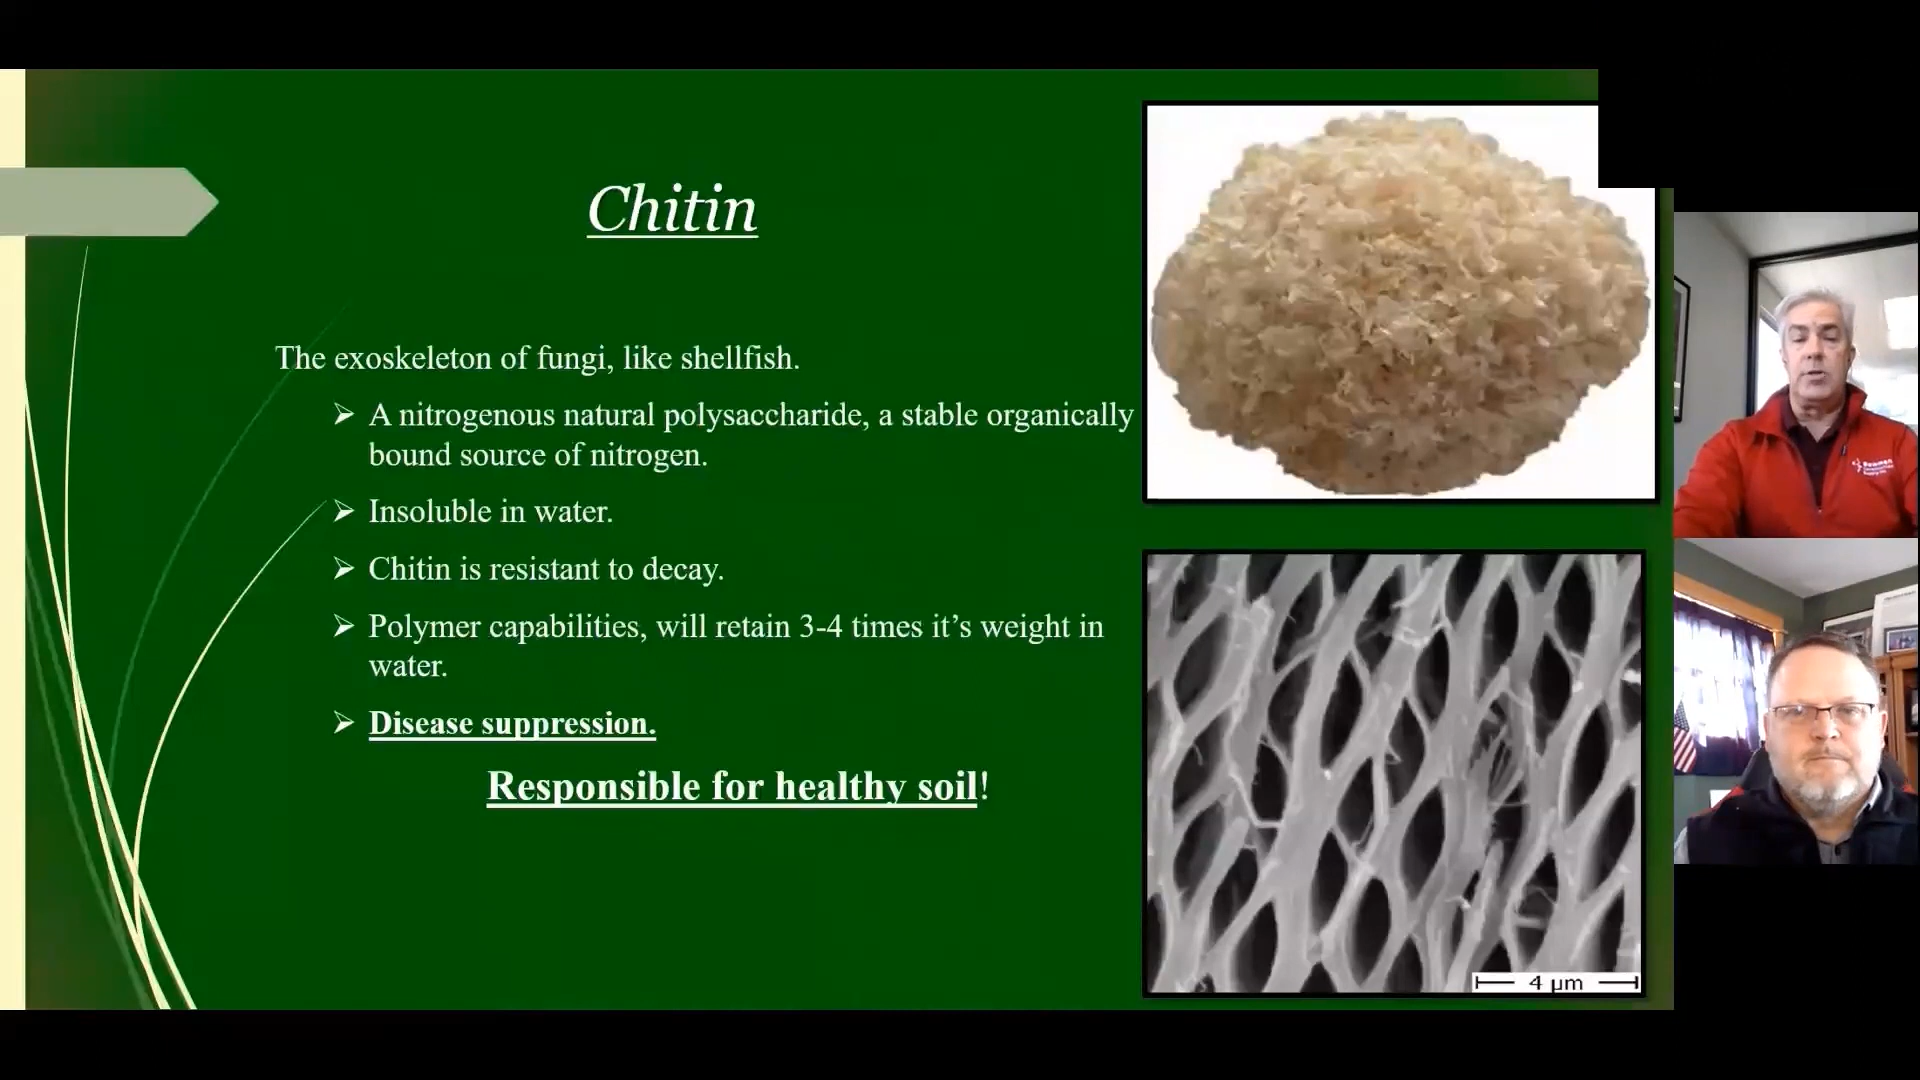 Chitin
The exoskeleton of fungi, like shellfish.
A nitrogenous natural polysaccharide, a stable organically
bound source of nitrogen.
Insoluble in water.
Chitin is resistant to decay.
Polymer capabilities, will retain 3-4 times it’s weight in
water.
Disease suppression.
Responsible for healthy soil!
4 µm